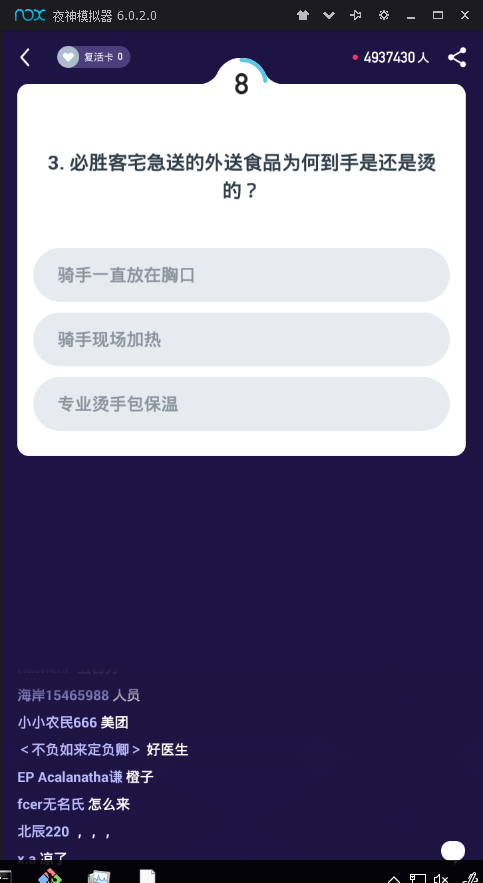 nox 夜神模拟器 6.0.2.0
复活卡 0
4937430 人
8
3. 必胜客宅急送的外送食品为何到手是还是烫
的？
骑手一直放在胸口
骑手现场加热
专业烫手包保温
海岸15465988 人员
小小农民666 美团
＜不负如来定负卿＞ 好医生
EP Acalanatha谦 橙子
fcer无名氏 怎么来
北辰220 ，，，
x.a 凉了